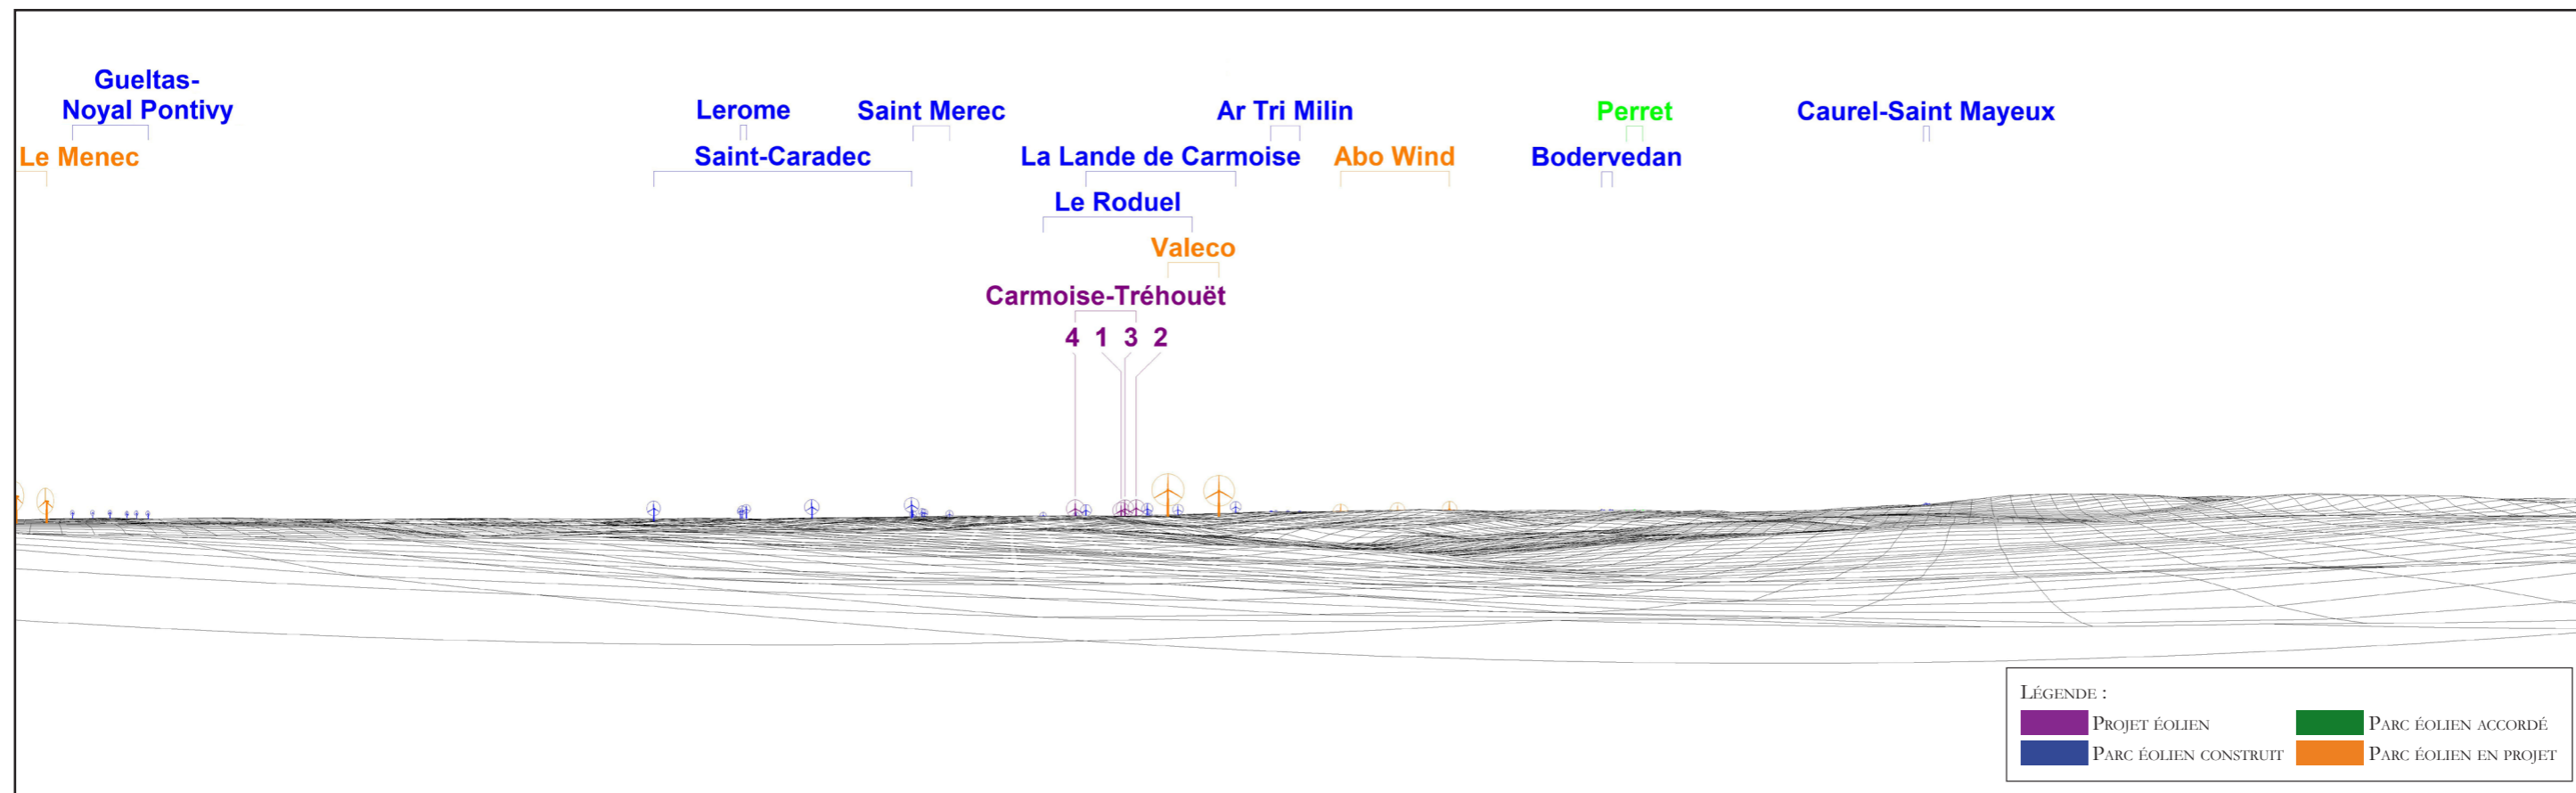 Gueltas-
Noyal Pontivy
Lerome
Saint Merec
Ar Tri Milin
Perret
Caurel-Saint Mayeux
Le Menec
Saint-Caradec
La Lande de Carmoise
Abo Wind
Bodervedan
Le Roduel
Valeco
Carmoise-Tréhouët
4 1 3 2
Légende :
Projet éolien
Parc éolien accordé
Parc éolien construit
Parc éolien en projet